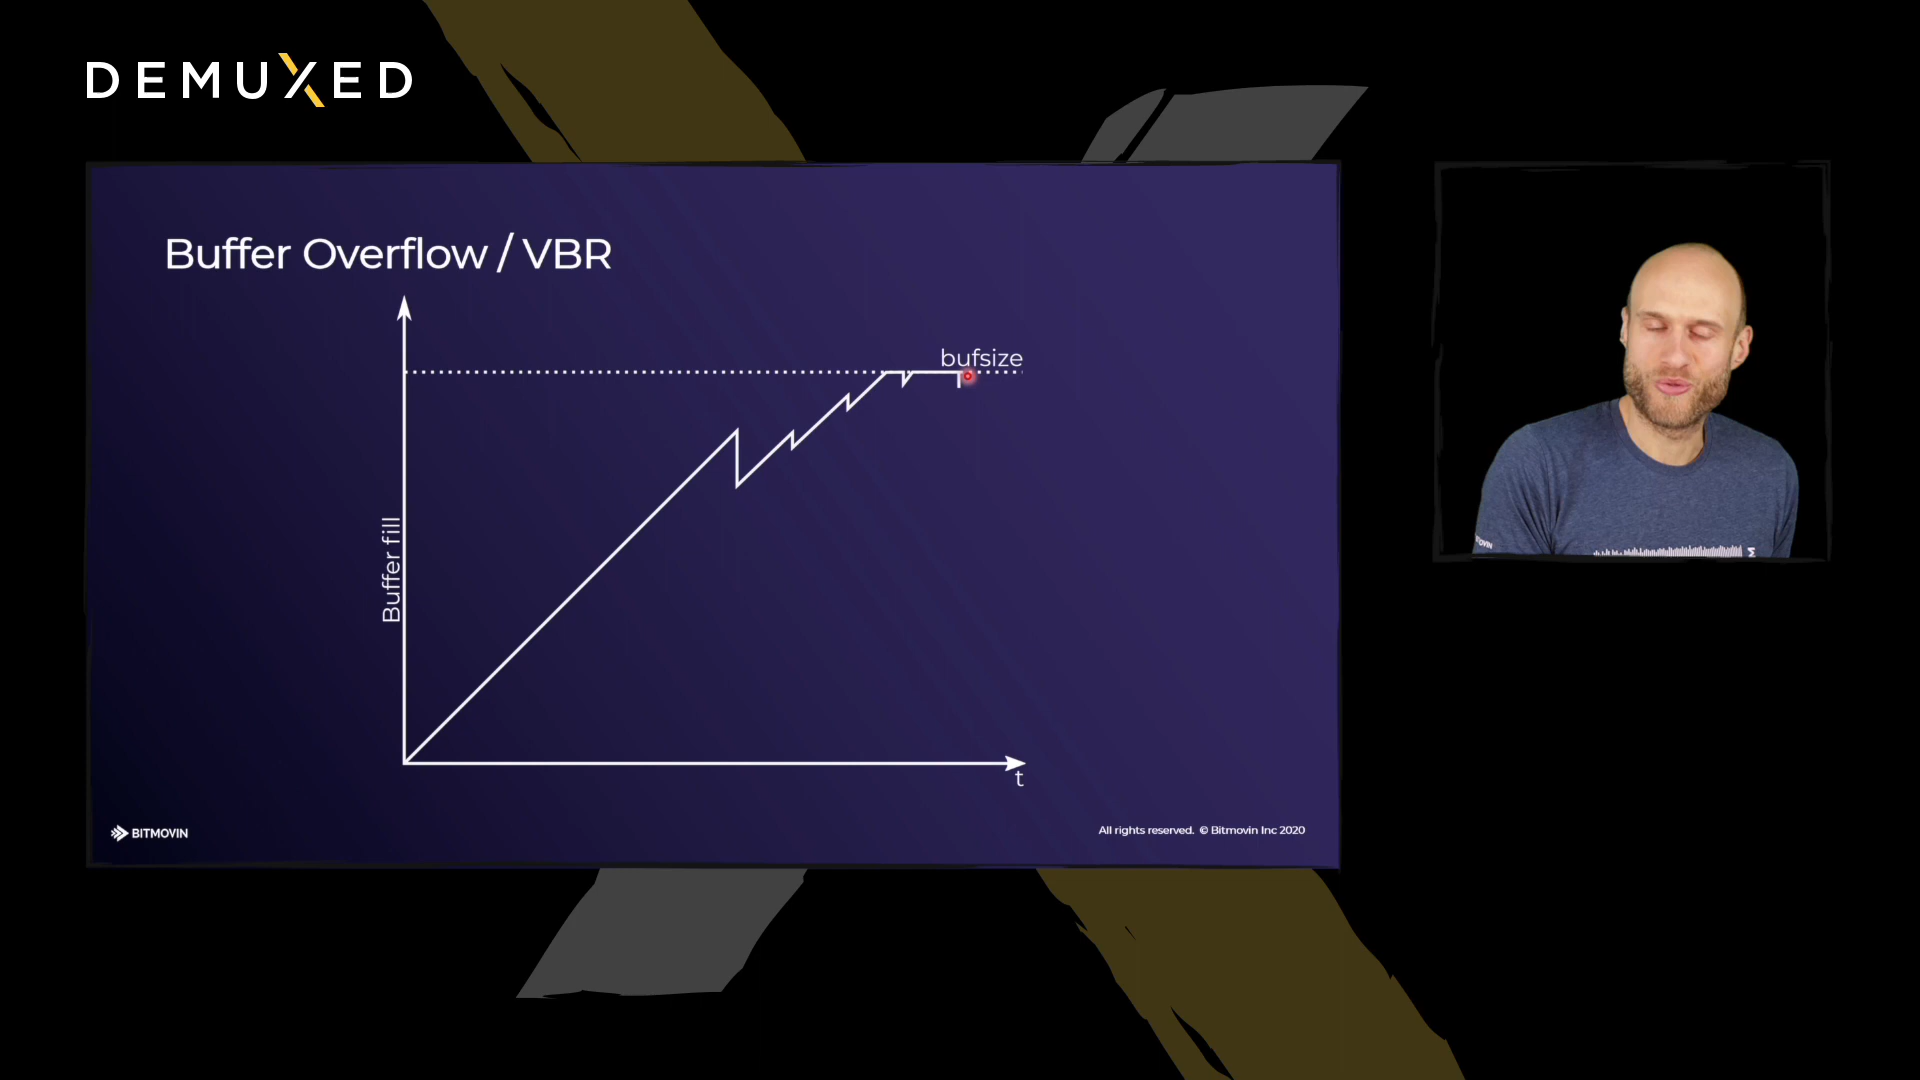 DEMUXED
Buffer Overflow / VBR
bufsize
Buffer fill
t
BITMOVIN
All rights reserved. © Bitmovin Inc 2020